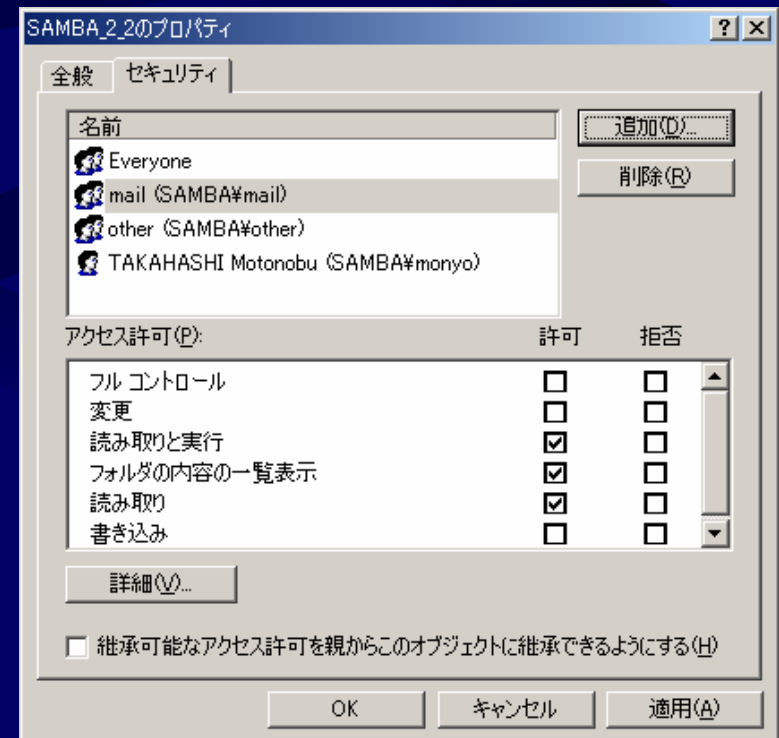 SAMBA_2_2のプロパティ
全般 セキュリティ
名前
追加(D)...
Everyone
削除(R)
mail (SAMBA¥mail)
other (SAMBA¥other)
TAKAHASHI Motonobu (SAMBA¥monyo)
アクセス許可(P): 許可 拒否
フル コントロール
変更
読み取りと実行
フォルダの内容の一覧表示
読み取り
書き込み
詳細(V)...
継承可能なアクセス許可を親からこのオブジェクトに継承できるようにする(H)
OK キャンセル 適用(A)